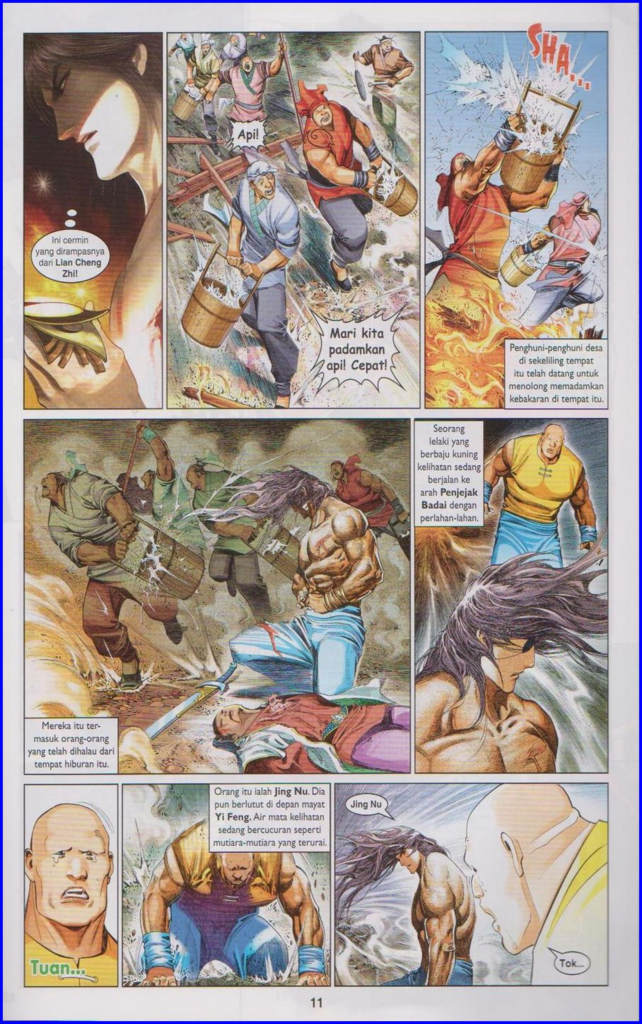 Ini cermin
yang dirampasnya
dari Lian Cheng
Zhi!
Api!
Mari kita
padamkan
api! Cepat!
SHA...
Penghuni-penghuni desa
di sekeliling tempat
itu telah datang untuk
menolong memadamkan
kebakaran di tempat itu.
Mereka itu ter-
masuk orang-orang
yang telah dihalau dari
tempat hiburan itu.
Seorang
lelaki yang
berbaju kuning
kelihatan sedang
berjalan ke
arah Penjejak
Badai dengan
perlahan-lahan.
Tuan...
Orang itu ialah Jing Nu. Dia
pun berlutut di depan mayat
Yi Feng. Air mata kelihatan
sedang bercucuran seperti
mutiara-mutiara yang terurai.
Jing Nu
Tok...
11